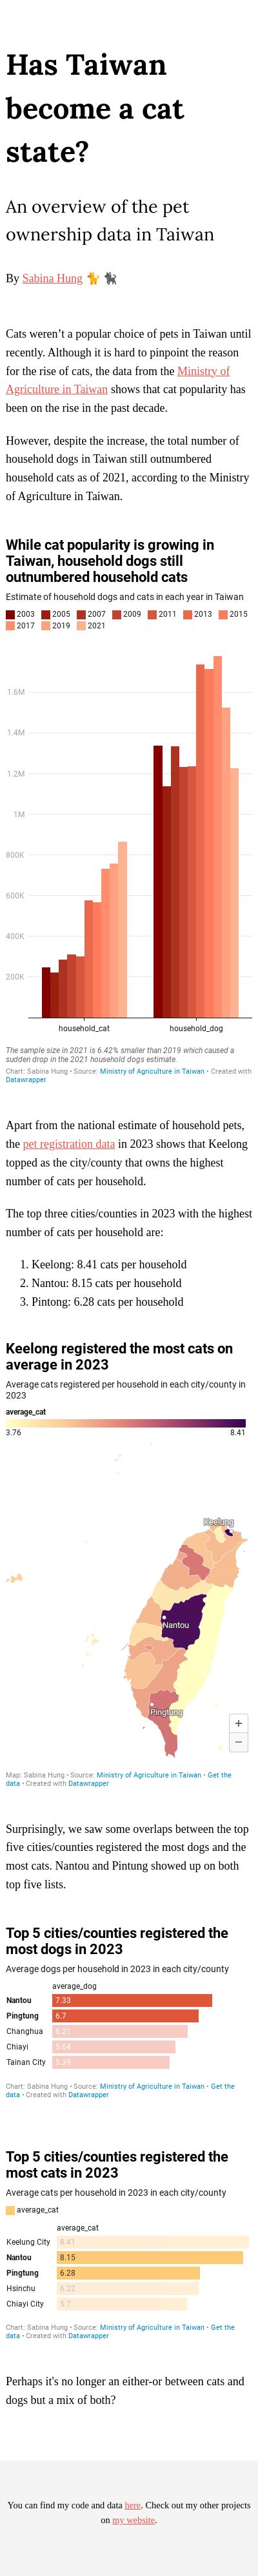 Has Taiwan
become a cat
state?
An overview of the pet
ownership data in Taiwan
By Sabina Hung 🐈 🐈‍⬛
Cats weren’t a popular choice of pets in Taiwan until
recently. Although it is hard to pinpoint the reason
for the rise of cats, the data from the Ministry of
Agriculture in Taiwan shows that cat popularity has
been on the rise in the past decade.
However, despite the increase, the total number of
household dogs in Taiwan still outnumbered
household cats as of 2021, according to the Ministry
of Agriculture in Taiwan.
While cat popularity is growing in
Taiwan, household dogs still
outnumbered household cats
Estimate of household dogs and cats in each year in Taiwan
2003 2005 2007 2009 2011 2013 2015
2017 2019 2021
1.6M
1.4M
1.2M
1M
800K
600K
400K
200K
household_cat household_dog
The sample size in 2021 is 6.42% smaller than 2019 which caused a
sudden drop in the 2021 household dogs estimate.
Chart: Sabina Hung • Source: Ministry of Agriculture in Taiwan • Created with
Datawrapper
Apart from the national estimate of household pets,
the pet registration data in 2023 shows that Keelong
topped as the city/county that owns the highest
number of cats per household.
The top three cities/counties in 2023 with the highest
number of cats per household are:
1. Keelong: 8.41 cats per household
2. Nantou: 8.15 cats per household
3. Pintong: 6.28 cats per household
Keelong registered the most cats on
average in 2023
Average cats registered per household in each city/county in
2023
average_cat
3.76 8.41
Keelung
Nantou
Pingtung
+
−
Map: Sabina Hung • Source: Ministry of Agriculture in Taiwan • Get the
data • Created with Datawrapper
Surprisingly, we saw some overlaps between the top
five cities/counties registered the most dogs and the
most cats. Nantou and Pintung showed up on both
top five lists.
Top 5 cities/counties registered the
most dogs in 2023
Average dogs per household in 2023 in each city/county
average_dog
Nantou 7.33
Pingtung 6.7
Changhua 6.21
Chiayi 5.64
Tainan City 5.39
Chart: Sabina Hung • Source: Ministry of Agriculture in Taiwan • Get the
data • Created with Datawrapper
Top 5 cities/counties registered the
most cats in 2023
Average cats per household in 2023 in each city/county
average_cat
average_cat
Keelung City 8.41
Nantou 8.15
Pingtung 6.28
Hsinchu 6.22
Chiayi City 5.7
Chart: Sabina Hung • Source: Ministry of Agriculture in Taiwan • Get the
data • Created with Datawrapper
Perhaps it's no longer an either-or between cats and
dogs but a mix of both?
You can find my code and data here. Check out my other projects
on my website.